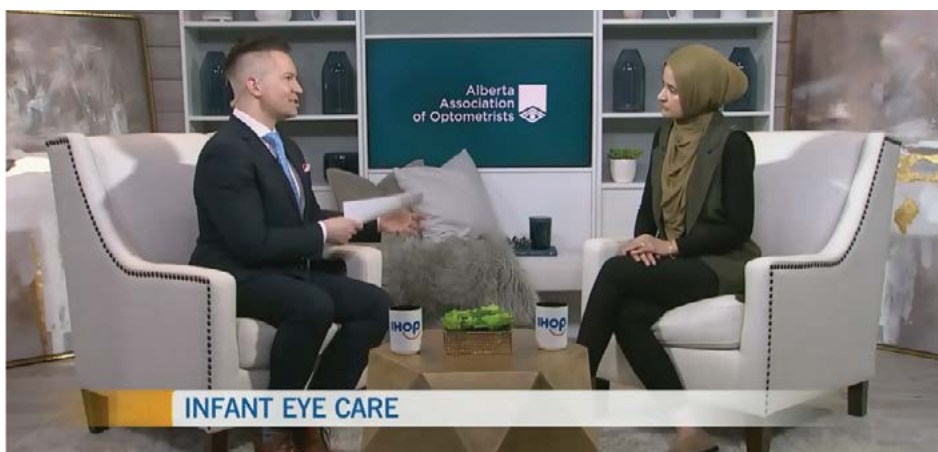 Alberta
Association
of Optometrists
IHOP
IHOP
INFANT EYE CARE